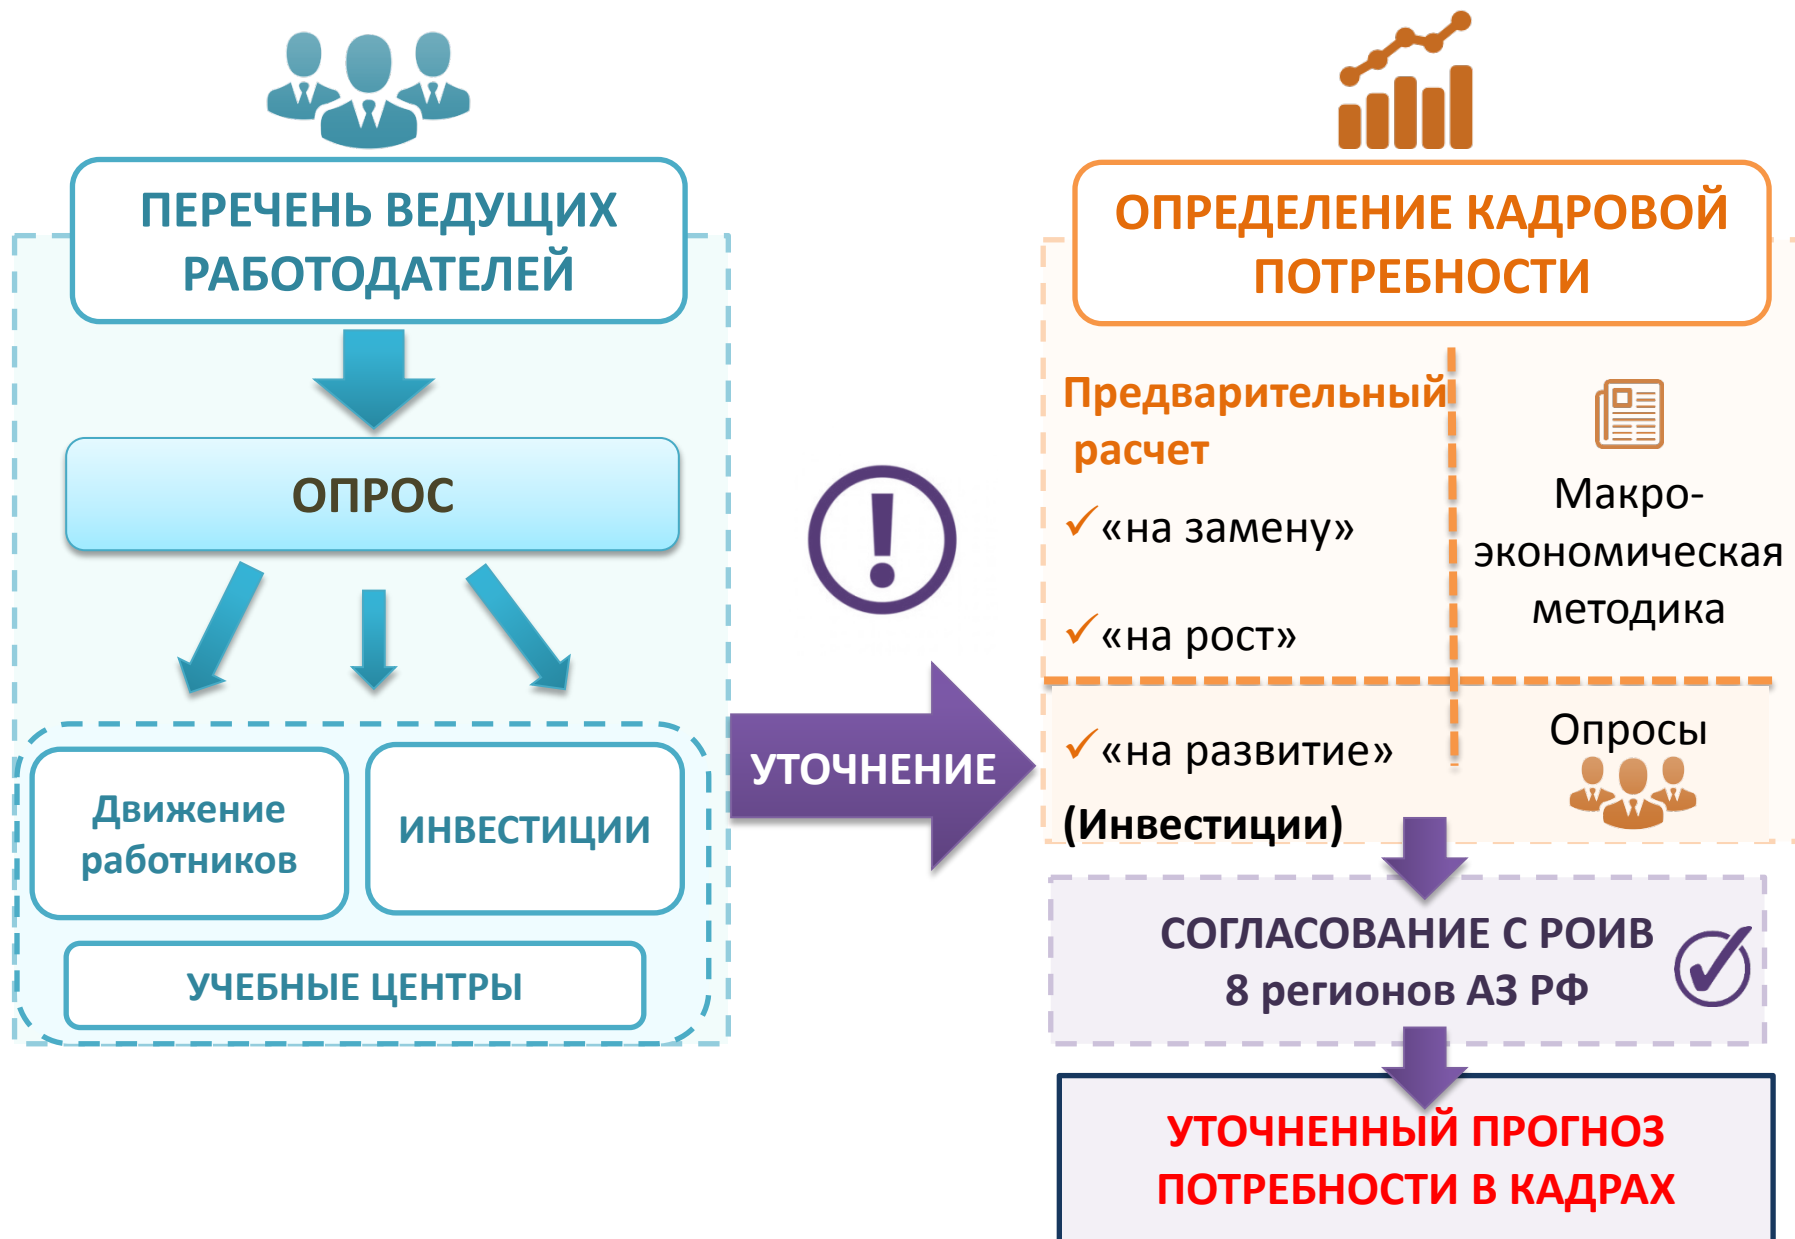 ПЕРЕЧЕНЬ ВЕДУЩИХ
РАБОТОДАТЕЛЕЙ
ОПРОС
Движение
работников
ИНВЕСТИЦИИ
УЧЕБНЫЕ ЦЕНТРЫ
УТОЧНЕНИЕ
ОПРЕДЕЛЕНИЕ КАДРОВОЙ
ПОТРЕБНОСТИ
Предварительный
расчет
«на замену»
«на рост»
Макро-
экономическая
методика
«на развитие»
(Инвестиции)
Опросы
СОГЛАСОВАНИЕ С РОИВ
8 регионов АЗ РФ
УТОЧНЕННЫЙ ПРОГНОЗ
ПОТРЕБНОСТИ В КАДРАХ